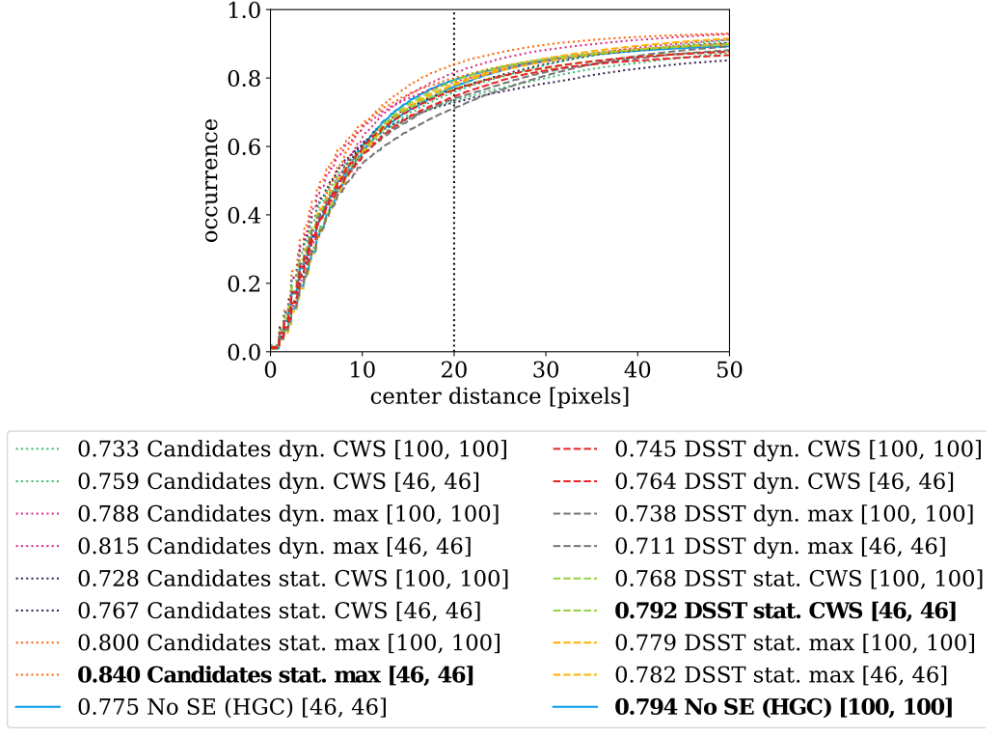 1.0
0.8
0.6
0.4
0.2
0.0
occurrence
0 10 20 30 40 50
center distance [pixels]
0.733 Candidates dyn. CWS [100, 100]
0.759 Candidates dyn. CWS [46, 46]
0.788 Candidates dyn. max [100, 100]
0.815 Candidates dyn. max [46, 46]
0.728 Candidates stat. CWS [100, 100]
0.767 Candidates stat. CWS [46, 46]
0.800 Candidates stat. max [100, 100]
0.840 Candidates stat. max [46, 46]
0.775 No SE (HGC) [46, 46]
0.745 DSST dyn. CWS [100, 100]
0.764 DSST dyn. CWS [46, 46]
0.738 DSST dyn. max [100, 100]
0.711 DSST dyn. max [46, 46]
0.768 DSST stat. CWS [100, 100]
0.792 DSST stat. CWS [46, 46]
0.779 DSST stat. max [100, 100]
0.782 DSST stat. max [46, 46]
0.794 No SE (HGC) [100, 100]